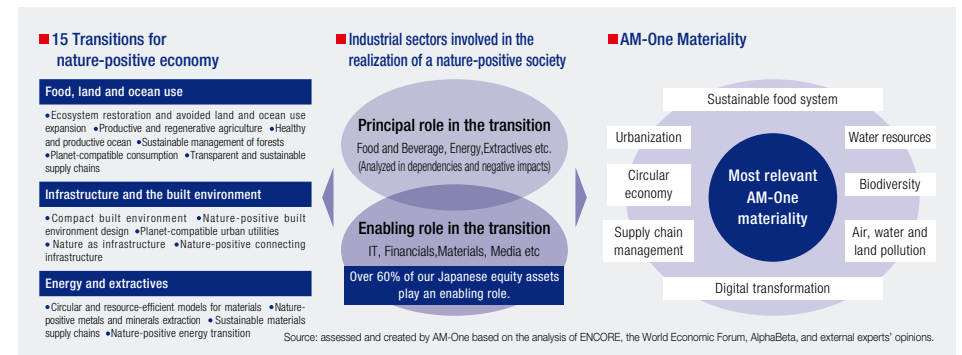 15 Transitions for
nature-positive economy
Food, land and ocean use
•Ecosystem restoration and avoided land and ocean use
expansion •Productive and regenerative agriculture •Healthy
and productive ocean •Sustainable management of forests
•Planet-compatible consumption •Transparent and sustainable
supply chains
Infrastructure and the built environment
•Compact built environment •Nature-positive built
environment design •Planet-compatible urban utilities
•Nature as infrastructure •Nature-positive connecting
infrastructure
Energy and extractives
•Circular and resource-efficient models for materials •Nature-
positive metals and minerals extraction •Sustainable materials
supply chains •Nature-positive energy transition
Industrial sectors involved in the
realization of a nature-positive society
Principal role in the transition
Food and Beverage, Energy,Extractives etc.
(Analyzed in dependencies and negative impacts)
Enabling role in the transition
IT, Financials,Materials, Media etc
Over 60% of our Japanese equity assets
play an enabling role.
AM-One Materiality
Sustainable food system
Urbanization
Water resources
Circular
economy
Most relevant
AM-One
materiality
Biodiversity
Supply chain
management
Air, water and
land pollution
Digital transformation
Source: assessed and created by AM-One based on the analysis of ENCORE, the World Economic Forum, AlphaBeta, and external experts' opinions.